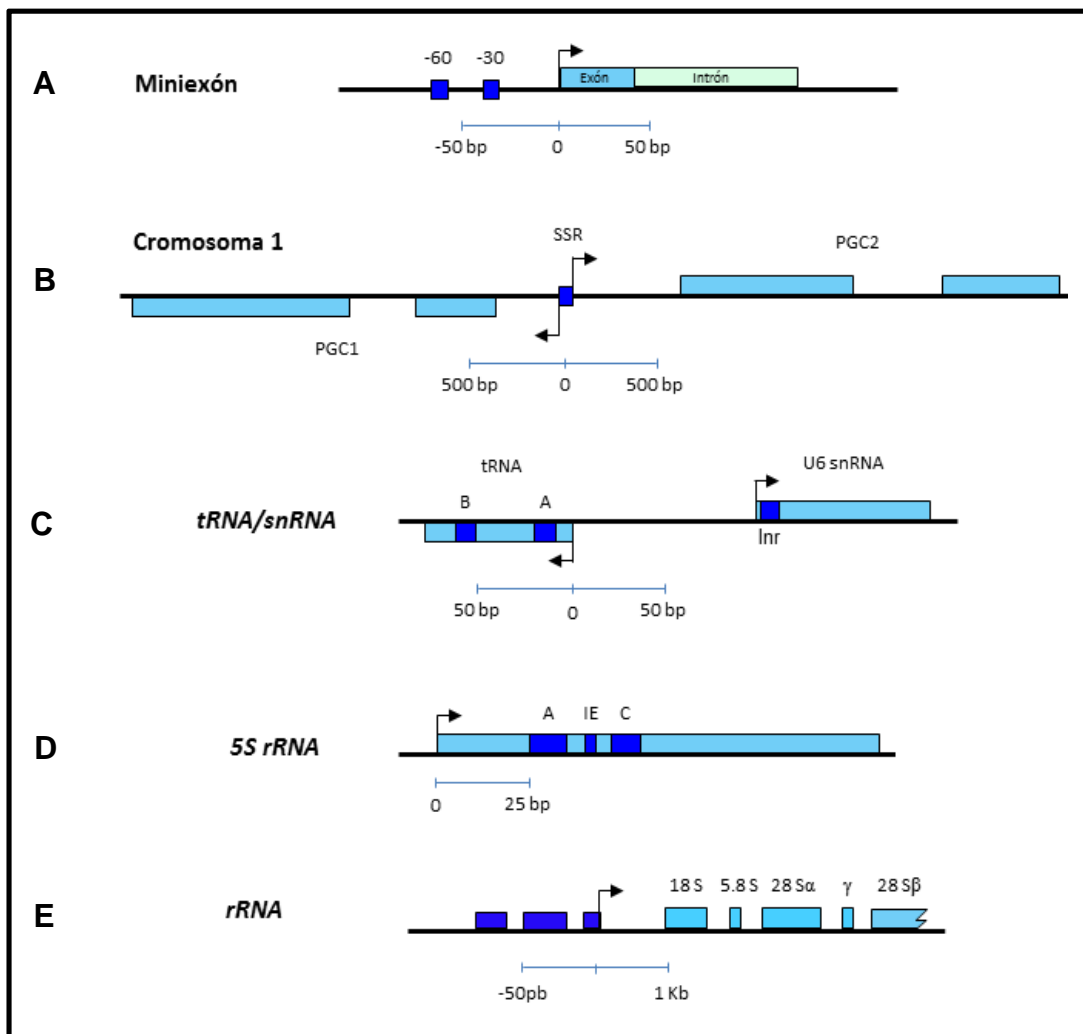 -60 -30
A Miniexón Exón Intrón
-50 bp 0 50 bp
Cromosoma 1 SSR PGC2
B
PGC1
500 bp 0 500 bp
tRNA U6 snRNA
B A
C tRNA/snRNA
Inr
50 bp 0 50 bp
A IE C
D 5S rRNA
0 25 bp
18 S 5.8 S 28 Sα γ 28 Sβ
E rRNA
-50pb 1 Kb